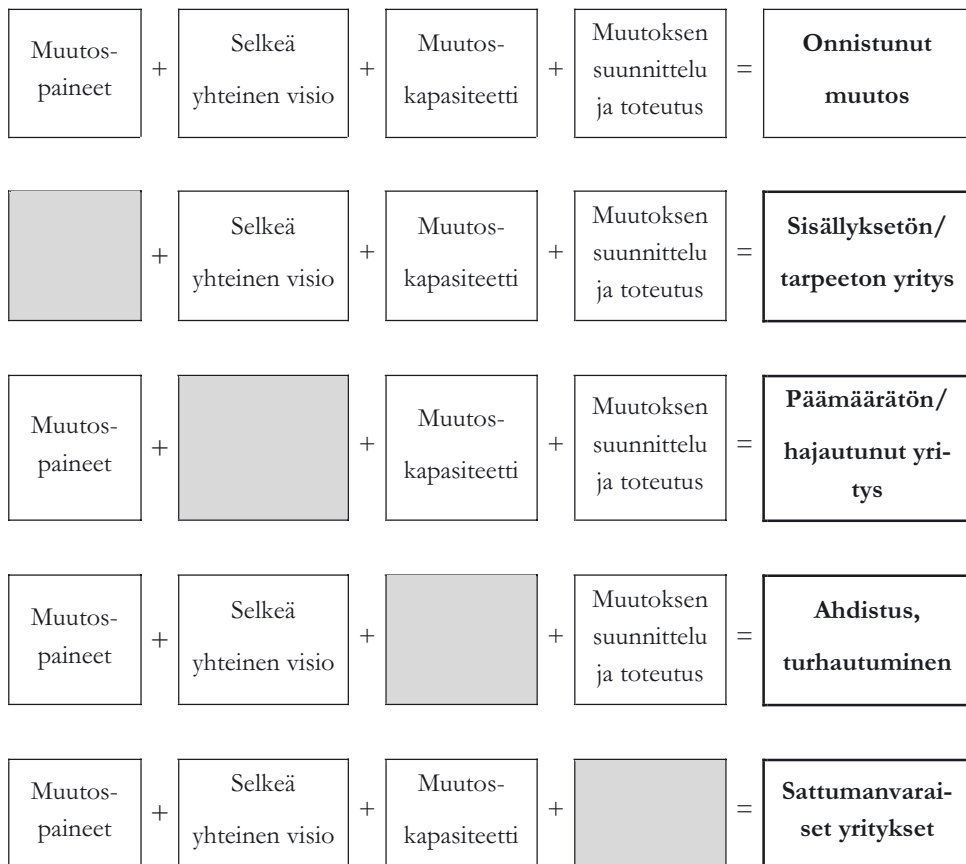 Muutos-
paineet
+
Selkeä
yhteinen visio
+
Muutos-
kapasiteetti
+
Muutoksen
suunnittelu
ja toteutus
=
Onnistunut
muutos
+
Selkeä
yhteinen visio
+
Muutos-
kapasiteetti
+
Muutoksen
suunnittelu
ja toteutus
=
Sisällyksetön/
tarpeeton yritys
Muutos-
paineet
+
+
Muutos-
kapasiteetti
+
Muutoksen
suunnittelu
ja toteutus
=
Päämäärätön/
hajautunut yri-
tys
Muutos-
paineet
+
Selkeä
yhteinen visio
+
+
Muutoksen
suunnittelu
ja toteutus
=
Ahdistus,
turhautuminen
Muutos-
paineet
+
Selkeä
yhteinen visio
+
Muutos-
kapasiteetti
+
=
Sattumanvarai-
set yritykset